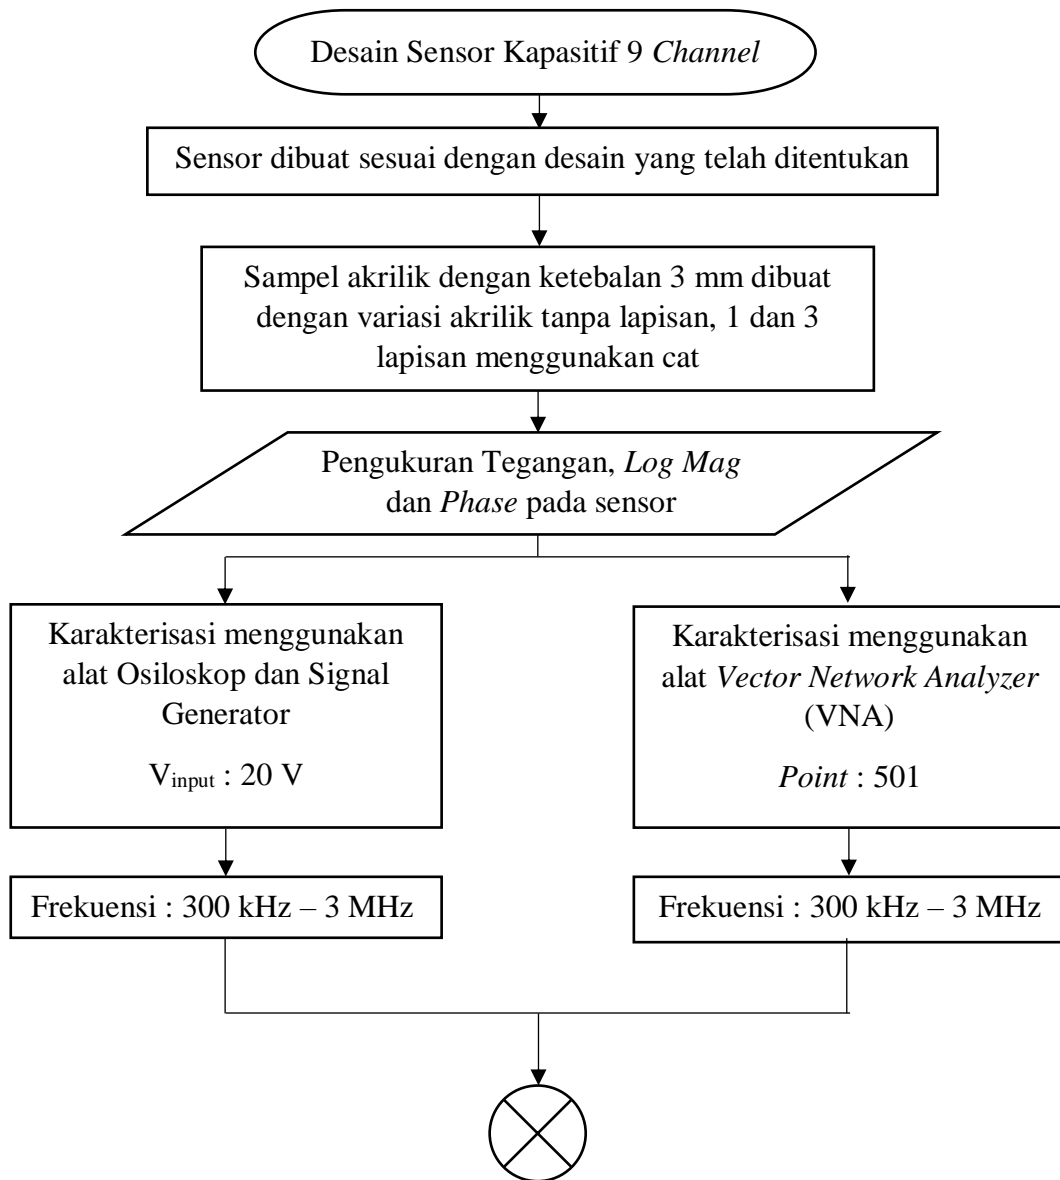 Desain Sensor Kapasitif 9 Channel
Sensor dibuat sesuai dengan desain yang telah ditentukan
Sampel akrilik dengan ketebalan 3 mm dibuat
dengan variasi akrilik tanpa lapisan, 1 dan 3
lapisan menggunakan cat
Pengukuran Tegangan, Log Mag
dan Phase pada sensor
Karakterisasi menggunakan
alat Osiloskop dan Signal
Generator
Vinput : 20 V
Karakterisasi menggunakan
alat Vector Network Analyzer
(VNA)
Point : 501
Frekuensi : 300 kHz – 3 MHz
Frekuensi : 300 kHz – 3 MHz